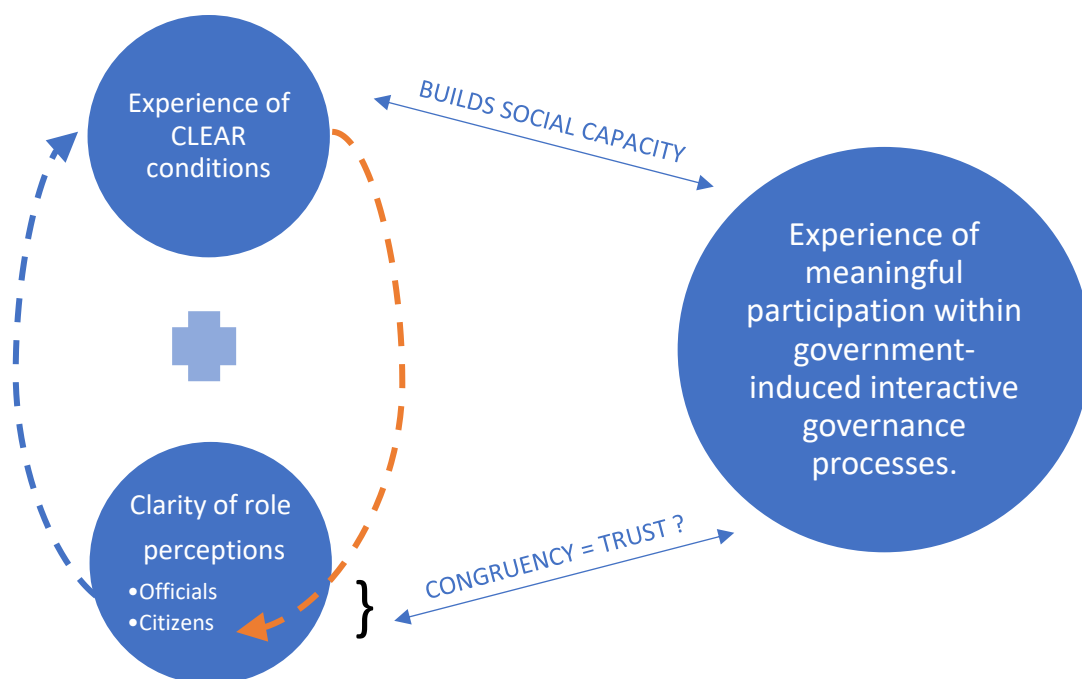 Experience of
CLEAR
conditions
BUILDS SOCIAL CAPACITY
Experience of
meaningful
participation within
government-
induced interactive
governance
processes.
Clarity of role
perceptions
•Officials
•Citizens
}
CONGRUENCY = TRUST ?